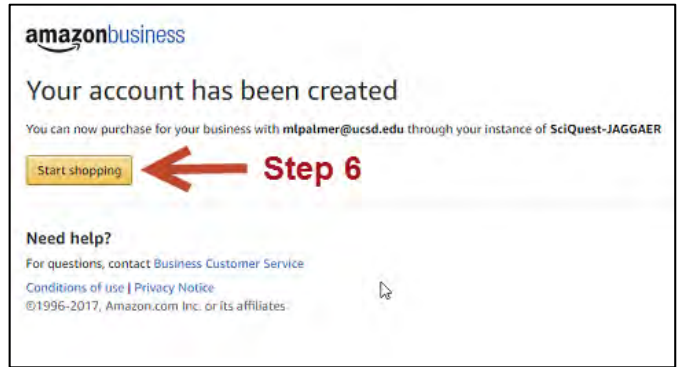 amazonbusiness
Your account has been created
You can now purchase for your business with mlpalmer@ucsd.edu through your instance of SciQuest-JAGGAER
Start shopping
Step 6
Need help?
For questions, contact Business Customer Service
Conditions of use | Privacy Notice
©1996-2017, Amazon.com Inc. or its affiliates